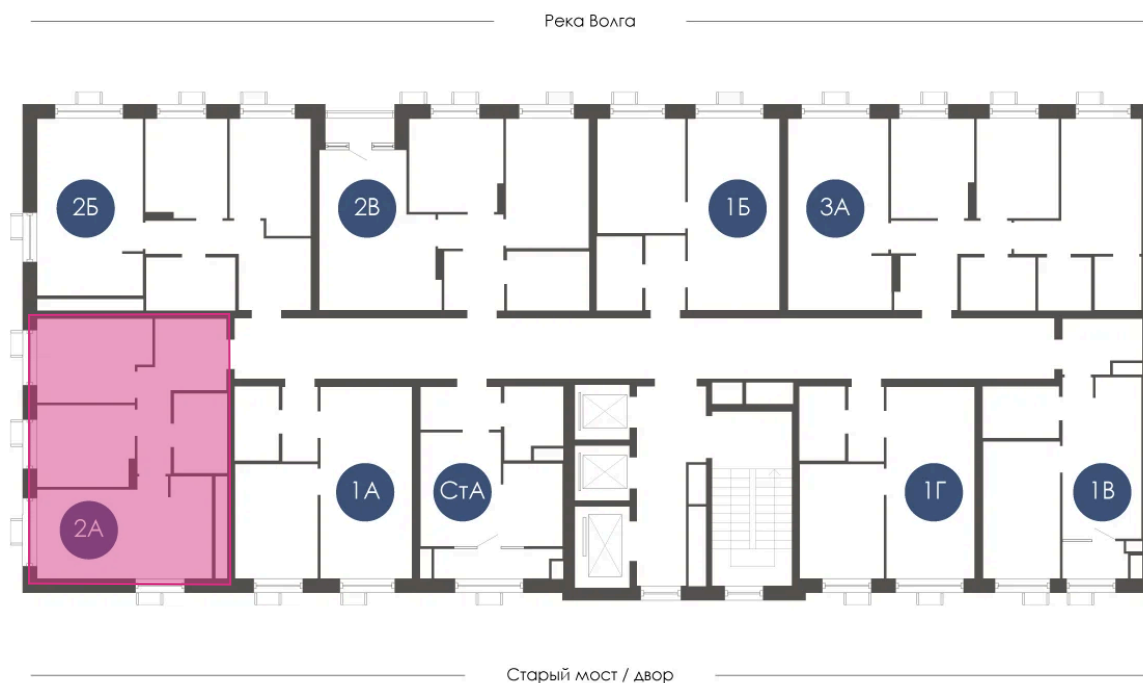 Река Волга
2Б
2В
1Б
3А
2А
1А
СтА
1Г
1В
Старый мост / двор